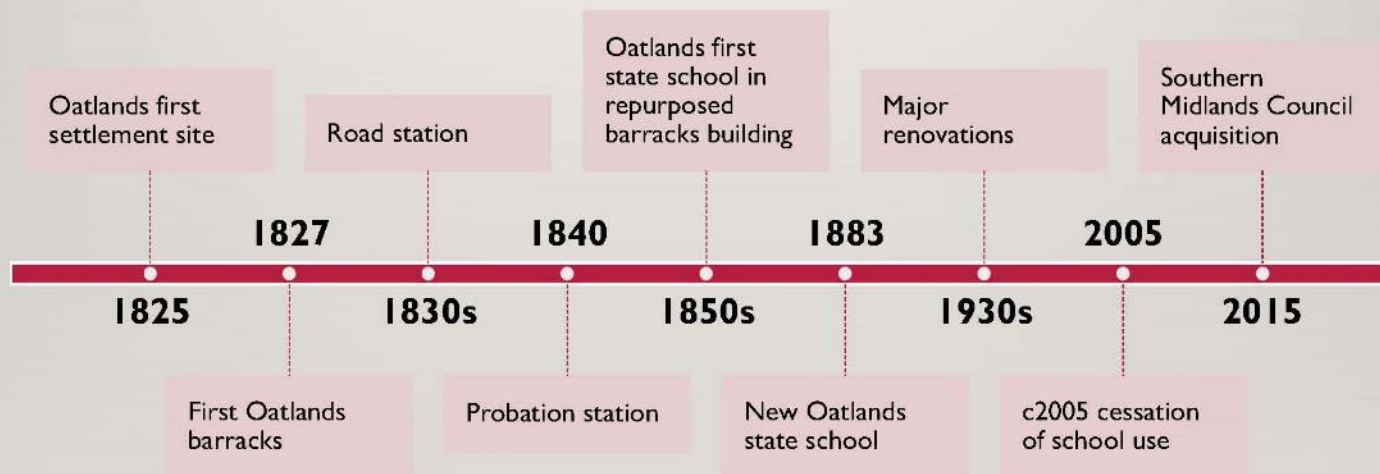 Oatlands first
settlement site
Road station
Oatlands first
state school in
repurposed
barracks building
Major
renovations
Southern
Midlands Council
acquisition
1827
1840
1883
2005
1825
1830s
1850s
1930s
2015
First Oatlands
barracks
Probation station
New Oatlands
state school
c2005 cessation
of school use